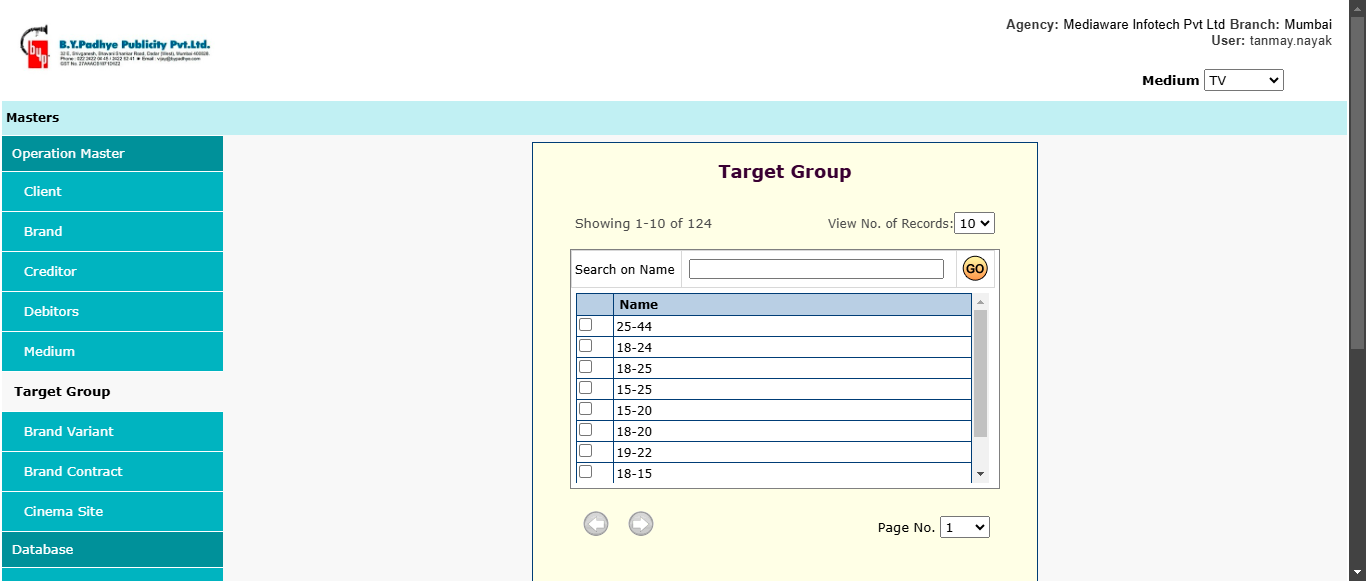 Agency: Mediaware Infotech Pvt Ltd Branch: Mumbai
User: tanmay.nayak
B.Y.Padhye Publicity Pvt.Ltd.
Medium TV
Masters
Operation Master
Client
Brand
Creditor
Debitors
Medium
Target Group
Brand Variant
Brand Contract
Cinema Site
Database
Target Group
Showing 1-10 of 124
View No. of Records: 10
Search on Name
GO
Name
25-44
18-24
18-25
15-25
15-20
18-20
19-22
18-15
Page No. 1